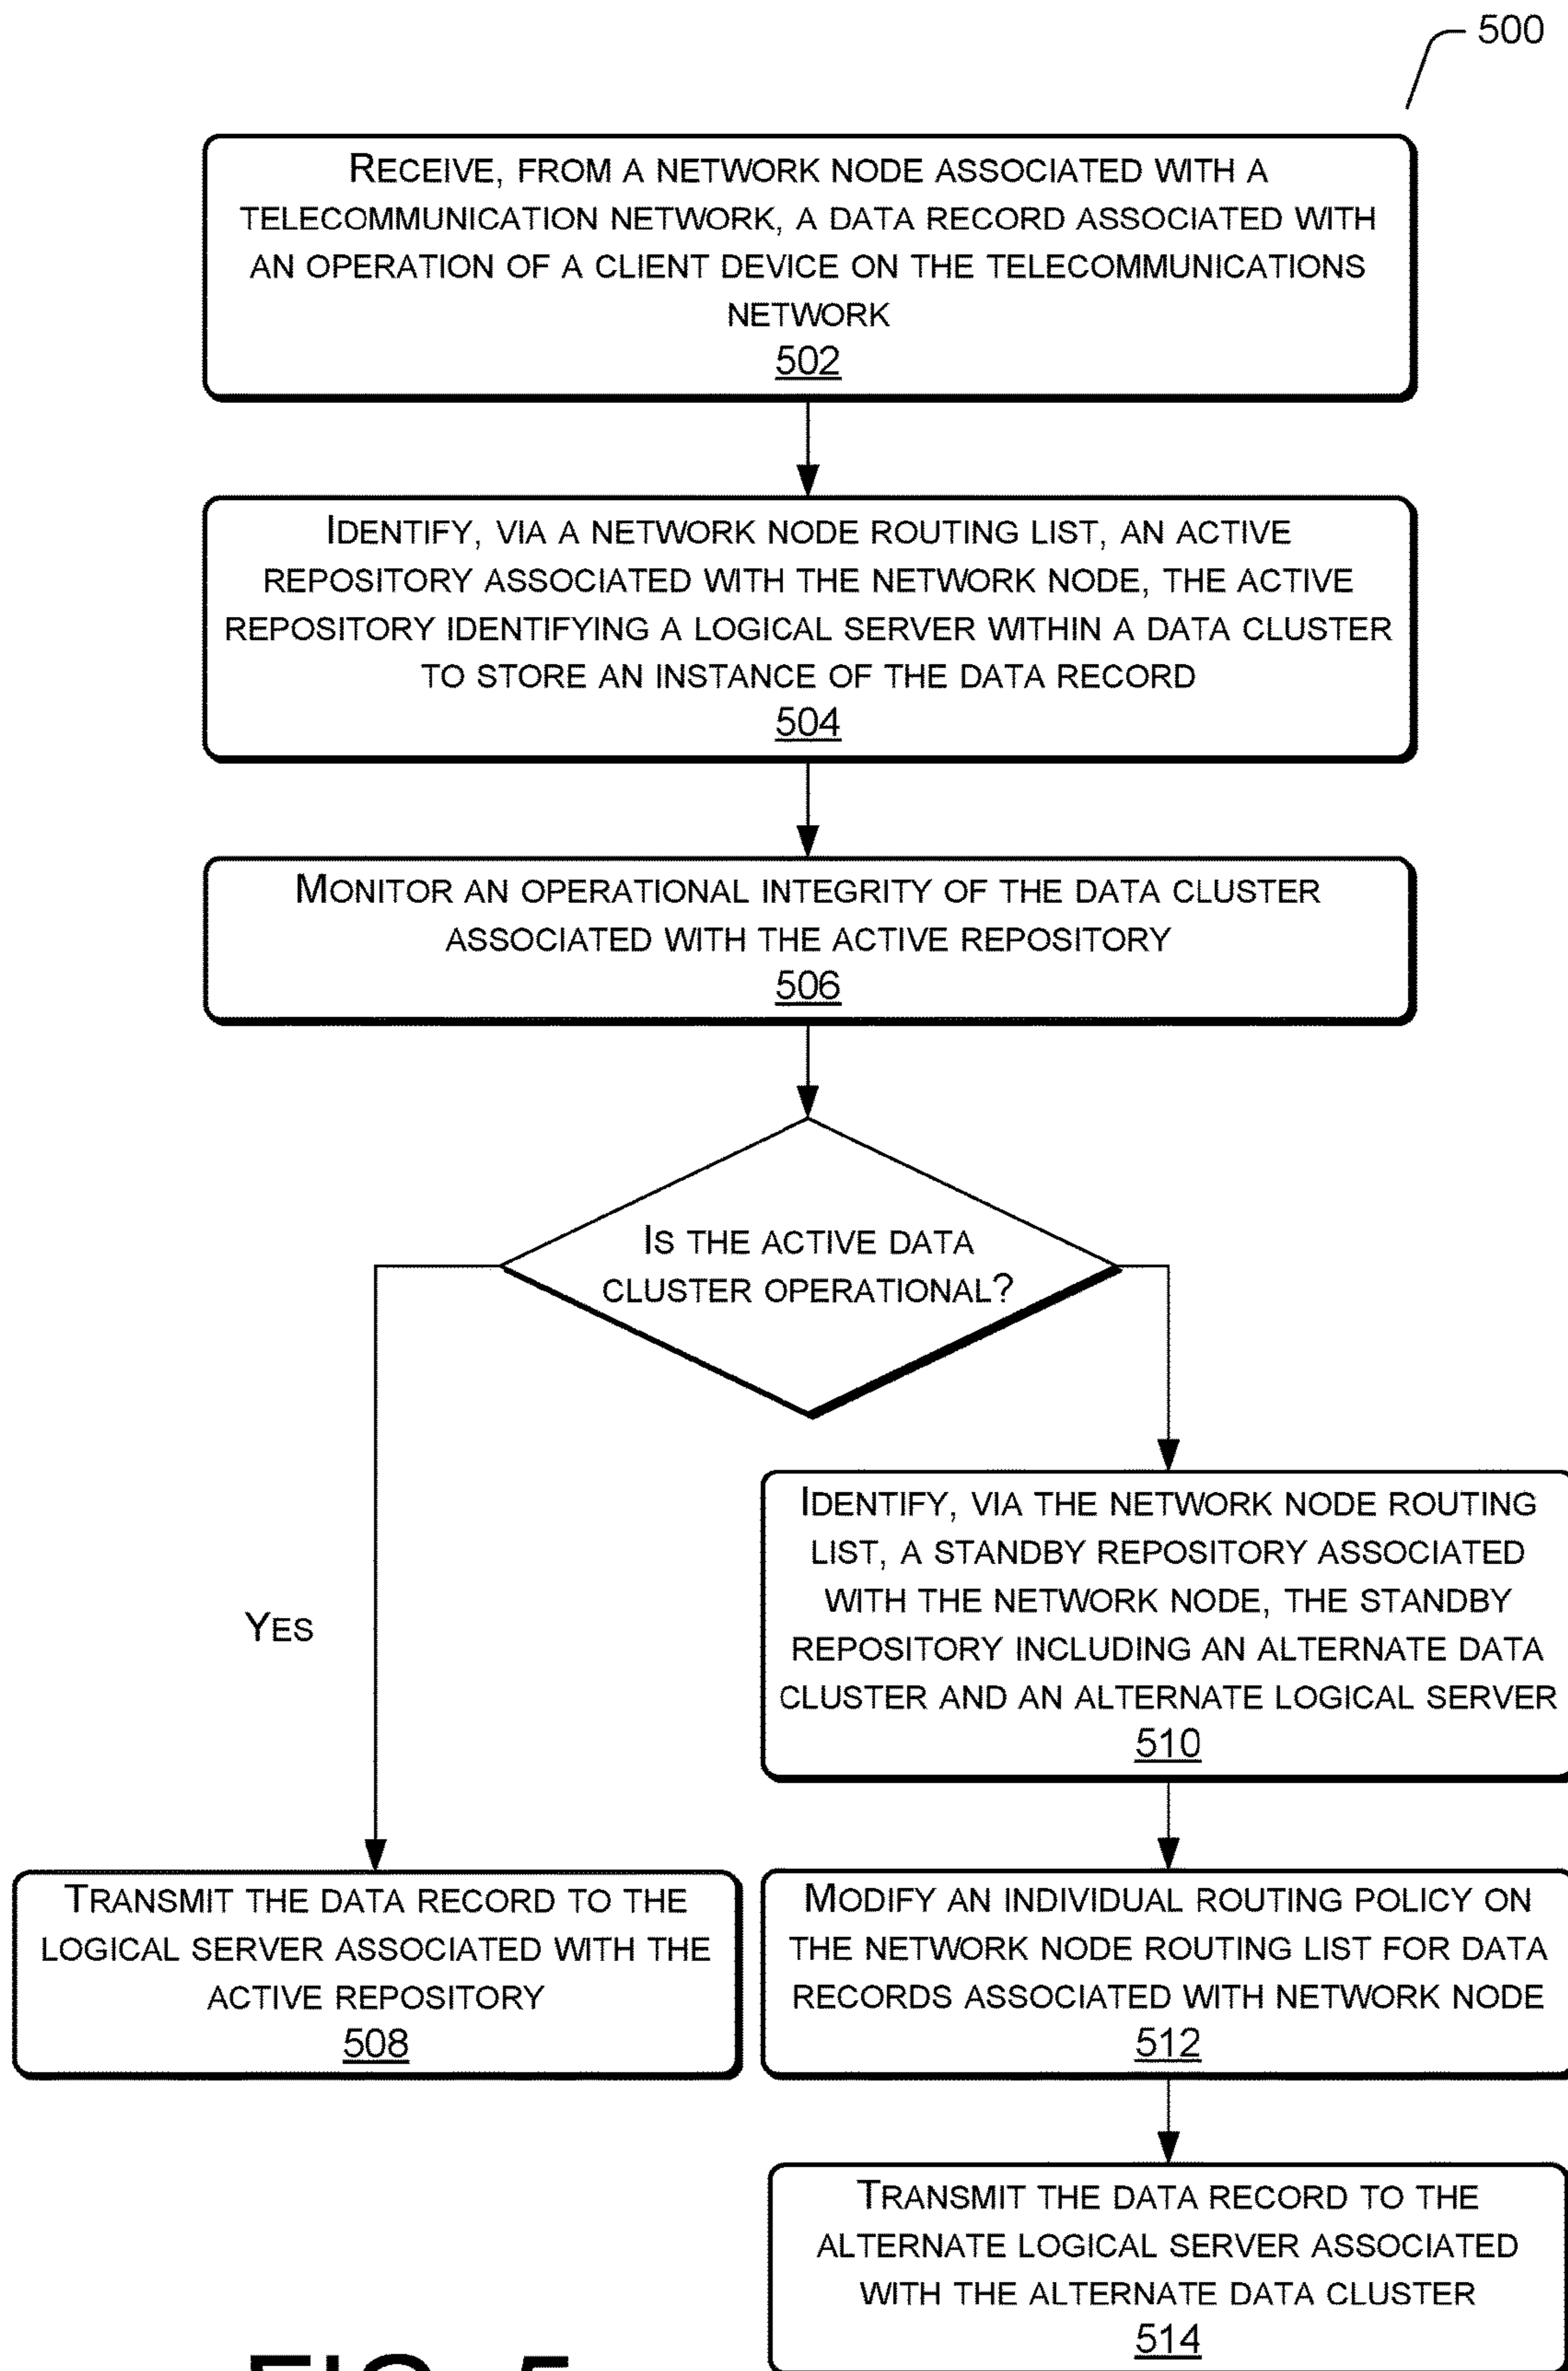 500
RECEIVE, FROM A NETWORK NODE ASSOCIATED WITH A
TELECOMMUNICATION NETWORK, A DATA RECORD ASSOCIATED WITH
AN OPERATION OF A CLIENT DEVICE ON THE TELECOMMUNICATIONS
NETWORK
502
IDENTIFY, VIA A NETWORK NODE ROUTING LIST, AN ACTIVE
REPOSITORY ASSOCIATED WITH THE NETWORK NODE, THE ACTIVE
REPOSITORY IDENTIFYING A LOGICAL SERVER WITHIN A DATA CLUSTER
TO STORE AN INSTANCE OF THE DATA RECORD
504
MONITOR AN OPERATIONAL INTEGRITY OF THE DATA CLUSTER
ASSOCIATED WITH THE ACTIVE REPOSITORY
506
IS THE ACTIVE DATA
CLUSTER OPERATIONAL?
YES
IDENTIFY, VIA THE NETWORK NODE ROUTING
LIST, A STANDBY REPOSITORY ASSOCIATED
WITH THE NETWORK NODE, THE STANDBY
REPOSITORY INCLUDING AN ALTERNATE DATA
CLUSTER AND AN ALTERNATE LOGICAL SERVER
510
TRANSMIT THE DATA RECORD TO THE
LOGICAL SERVER ASSOCIATED WITH THE
ACTIVE REPOSITORY
508
MODIFY AN INDIVIDUAL ROUTING POLICY ON
THE NETWORK NODE ROUTING LIST FOR DATA
RECORDS ASSOCIATED WITH NETWORK NODE
512
TRANSMIT THE DATA RECORD TO THE
ALTERNATE LOGICAL SERVER ASSOCIATED
WITH THE ALTERNATE DATA CLUSTER
514
FIG. 5